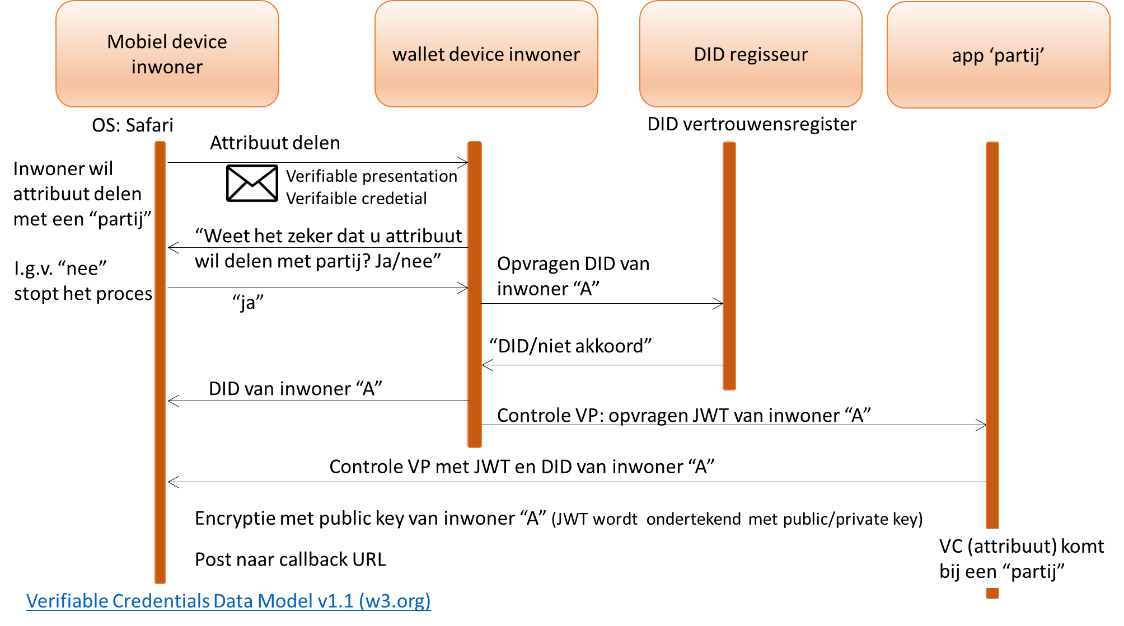 Mobiel device
inwoner
wallet device inwoner
DID regisseur
app ‘partij’
OS: Safari
DID vertrouwensregister
Attribuut delen
Inwoner wil
attribuut delen
met een “partij”
Verifiable presentation
Verifaible credetial
“Weet het zeker dat u attribuut
wil delen met partij? Ja/nee”
I.g.v. “nee”
stopt het proces
“ja”
Opvragen DID van
inwoner “A”
“DID/niet akkoord”
DID van inwoner “A”
Controle VP: opvragen JWT van inwoner “A”
Controle VP met JWT en DID van inwoner “A”
Encryptie met public key van inwoner “A” (JWT wordt ondertekend met public/private key)
Post naar callback URL
VC (attribuut) komt
bij een “partij”
Verifiable Credentials Data Model v1.1 (w3.org)